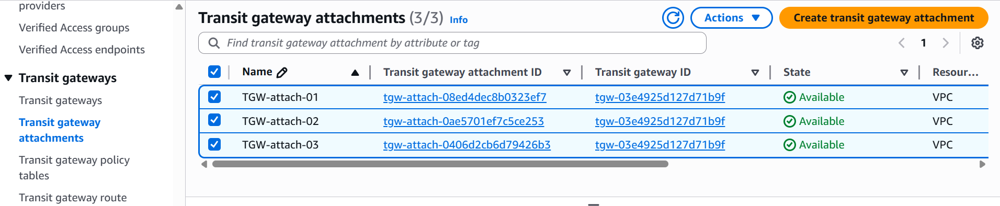 providers
Verified Access groups
Verified Access endpoints
Transit gateways
Transit gateways
Transit gateway
attachments
Transit gateway policy
tables
Transit gateway route
Transit gateway attachments (3/3) Info
Actions
Create transit gateway attachment
Find transit gateway attachment by attribute or tag
1
Name Transit gateway attachment ID Transit gateway ID State Resour...
TGW-attach-01 tgw-attach-08ed4dec8b0323ef7 tgw-03e4925d127d71b9f Available VPC
TGW-attach-02 tgw-attach-0ae5701ef7c5ce253 tgw-03e4925d127d71b9f Available VPC
TGW-attach-03 tgw-attach-0406d2cb6d79426b3 tgw-03e4925d127d71b9f Available VPC